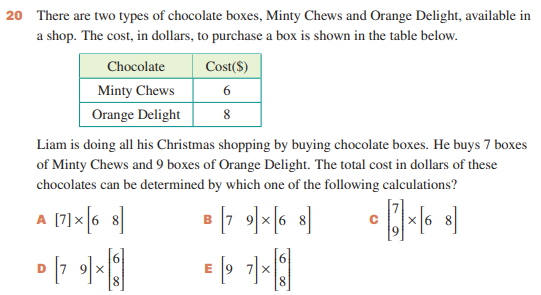 20 There are two types of chocolate boxes, Minty Chews and Orange Delight, available in
a shop. The cost, in dollars, to purchase a box is shown in the table below.
Chocolate Cost($)
Minty Chews 6
Orange Delight 8
Liam is doing all his Christmas shopping by buying chocolate boxes. He buys 7 boxes
of Minty Chews and 9 boxes of Orange Delight. The total cost in dollars of these
chocolates can be determined by which one of the following calculations?
A [7] × [6 8] B [7 9] × [6 8] C [7
9] × [6 8]
D [7 9] × [6
8] E [9 7] × [6
8]